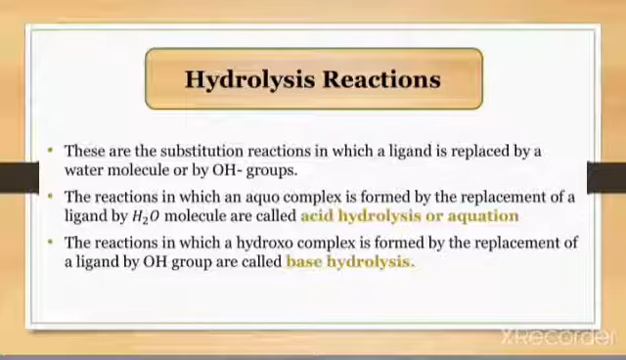 Hydrolysis Reactions
• These are the substitution reactions in which a ligand is replaced by a
water molecule or by OH- groups.
• The reactions in which an aquo complex is formed by the replacement of a
ligand by H₂O molecule are called acid hydrolysis or aquation
• The reactions in which a hydroxo complex is formed by the replacement of
a ligand by OH group are called base hydrolysis.
XRecorder